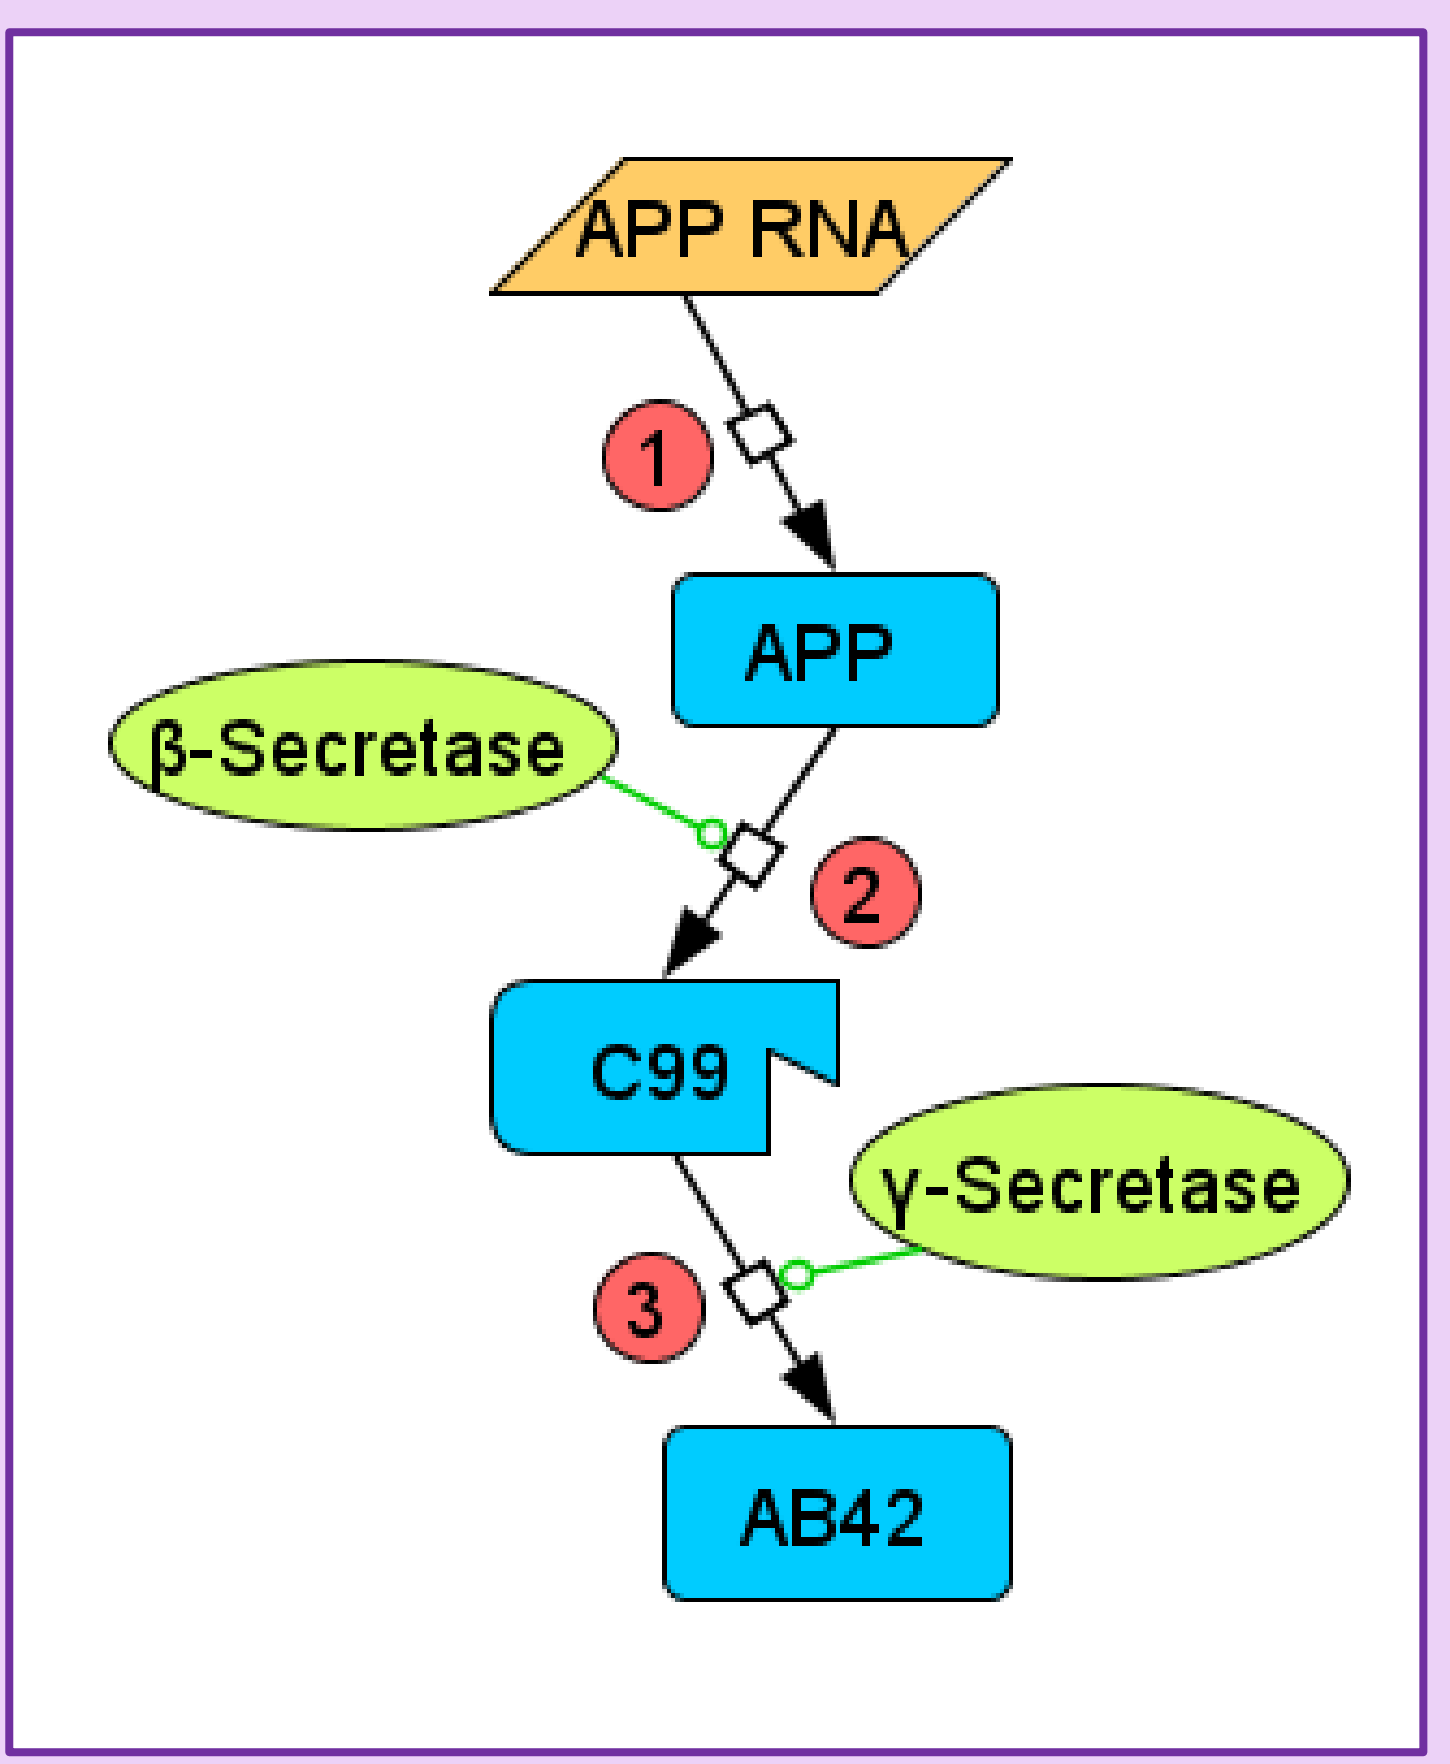 APP RNA
1
APP
β-Secretase
2
C99
γ-Secretase
3
AB42